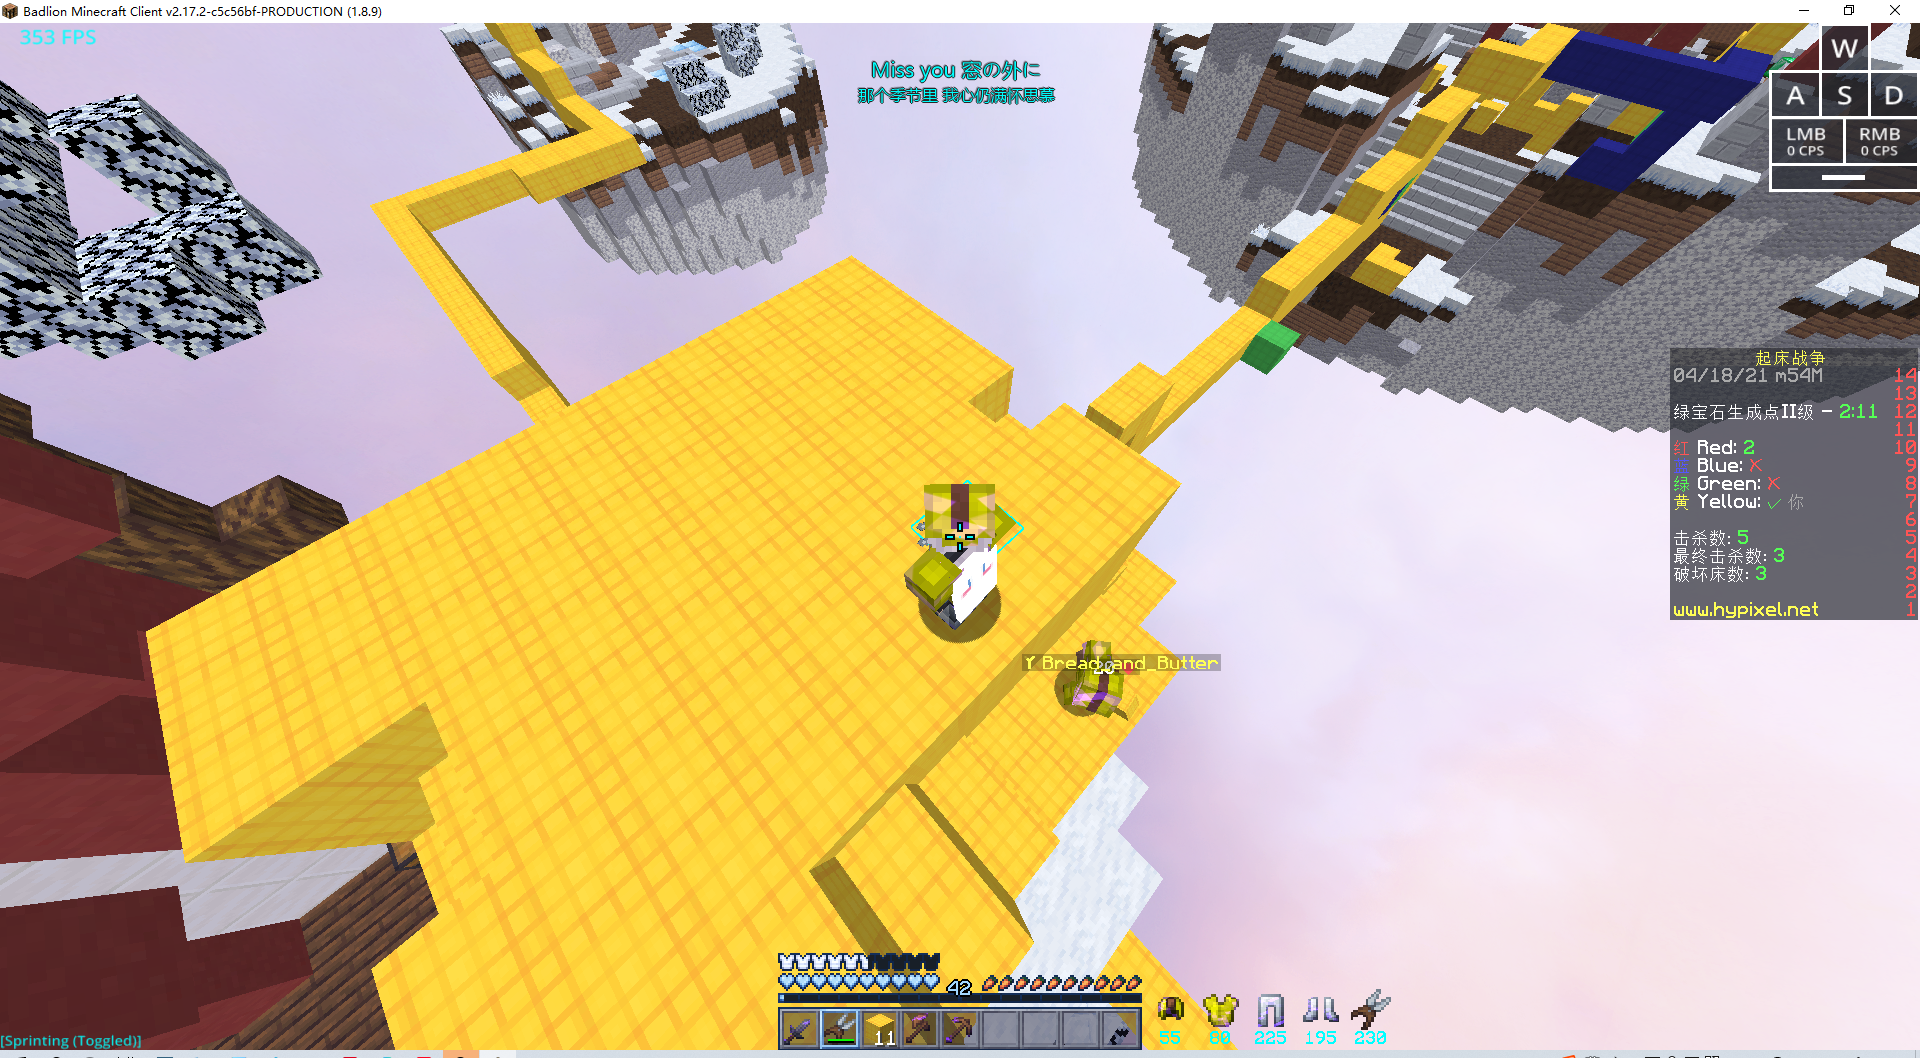 Badlion Minecraft Client v2.17.2-c5c56bf-PRODUCTION (1.8.9)
353 FPS
Miss you 窓の外に
那个季节里 我心仍满怀思慕
W
A S D
LMB RMB
0 CPS 0 CPS
起床战争
04/18/21 m54M 14
13
绿宝石生成点II级 - 2:11 12
11
红 Red: 2 10
蓝 Blue: ✗ 9
绿 Green: ✗ 8
黄 Yellow: ✓ 你 7
6
击杀数: 5 5
最终击杀数: 3 4
破坏床数: 3 3
2
www.hypixel.net 1
Y Bread_and_Butter
20
42
11
55 80 225 195 230
[Sprinting (Toggled)]